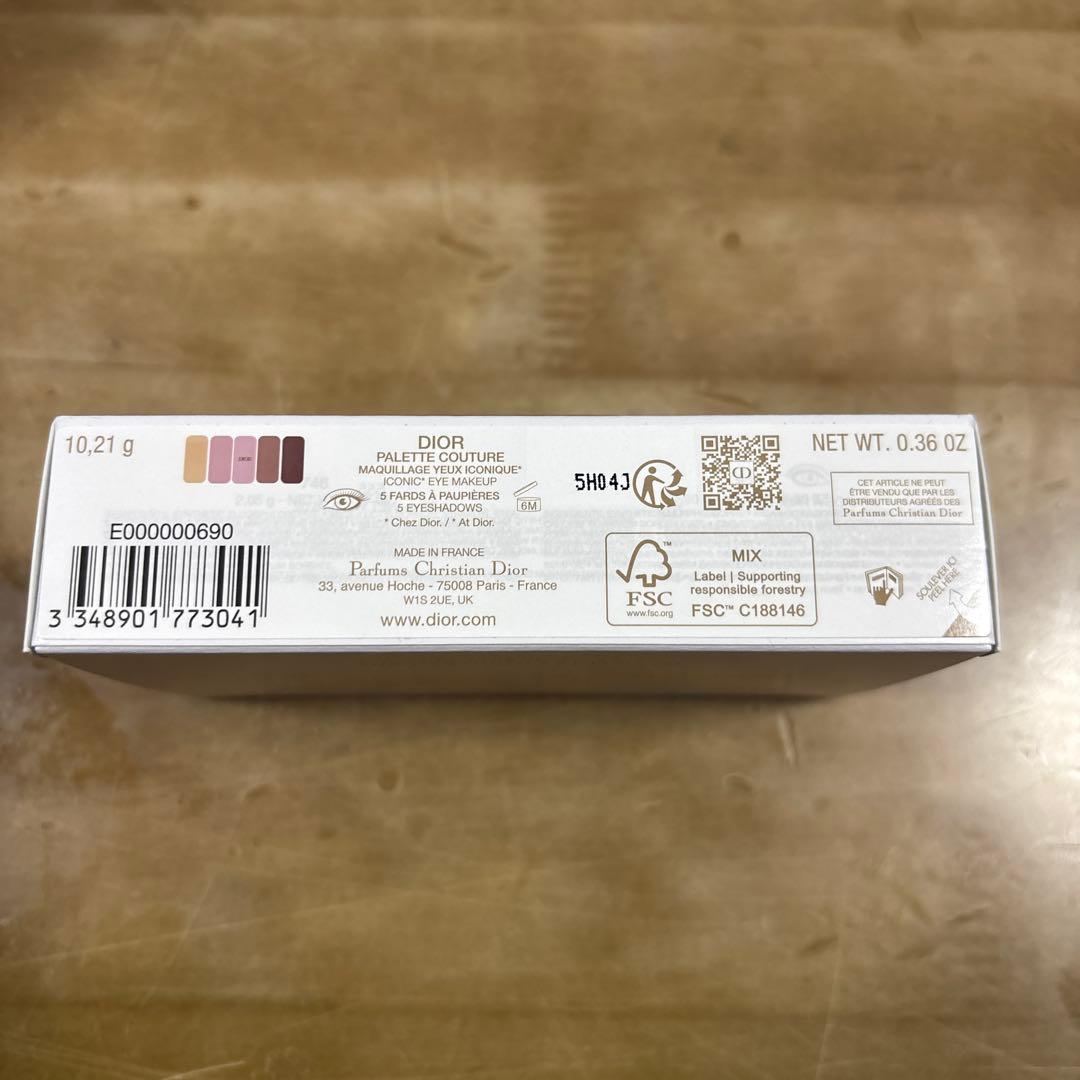 10,21 g
DIOR
E000000690
3 348901 773041
DIOR
PALETTE COUTURE
MAQUILLAGE YEUX ICONIQUE*
ICONIC* EYE MAKEUP
5 FARDS À PAUPIÈRES
5 EYESHADOWS
* Chez Dior. / * At Dior.
6M
MADE IN FRANCE
Parfums Christian Dior
33, avenue Hoche - 75008 Paris - France
W1S 2UE, UK
www.dior.com
5H04J
CD
NET WT. 0.36 OZ
CET ARTICLE NE PEUT
ÊTRE VENDU QUE PAR LES
DISTRIBUTEURS AGRÉÉS DES
Parfums Christian Dior
FSC
www.fsc.org
MIX
Label | Supporting
responsible forestry
FSC™ C188146
SOULEVER ICI
PEEL HERE